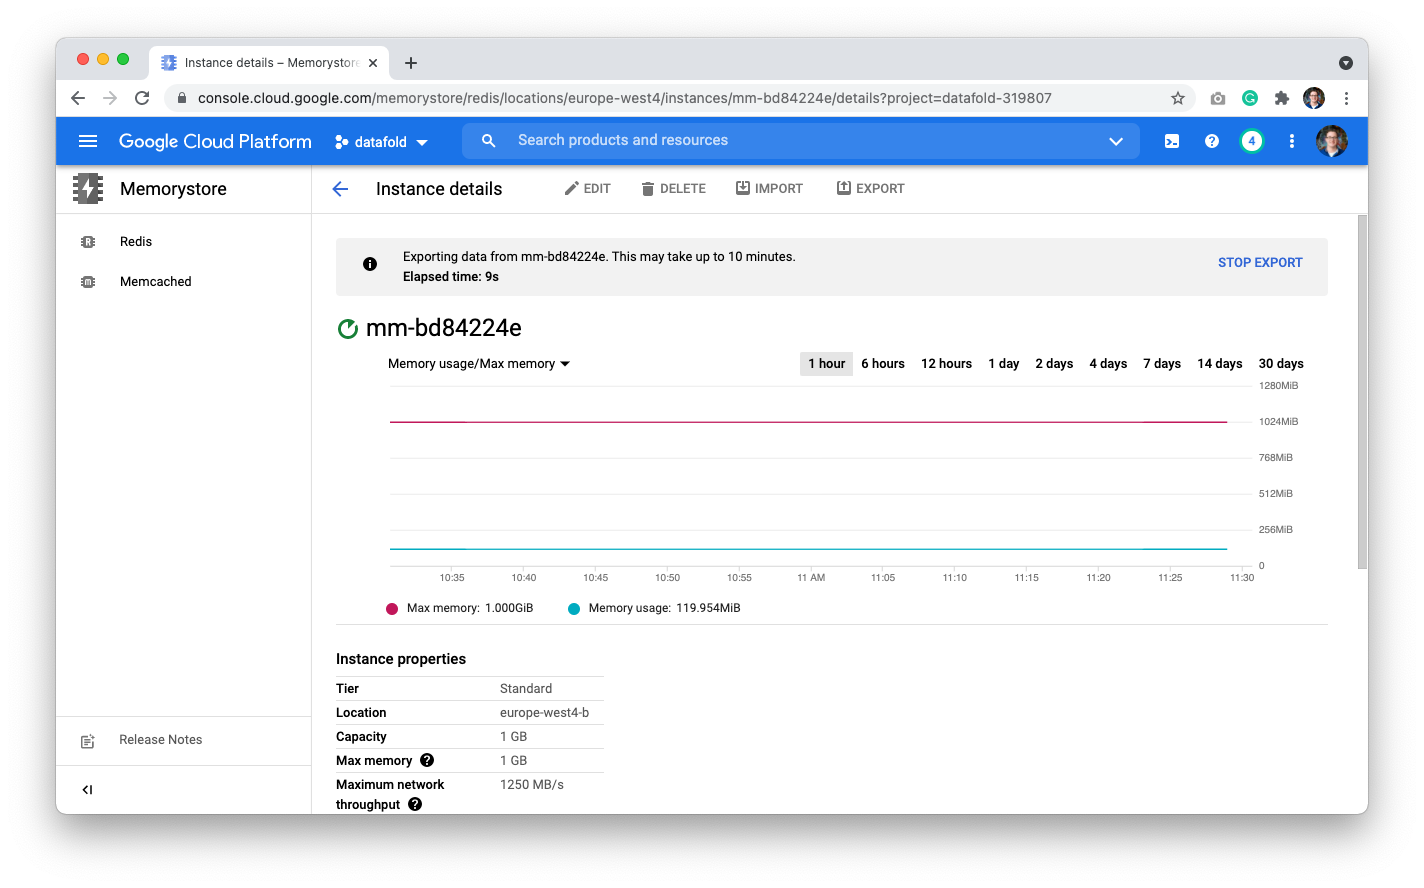 Instance details – Memorystore
console.cloud.google.com/memorystore/redis/locations/europe-west4/instances/mm-bd84224e/details?project=datafold-319807
Google Cloud Platform
datafold
Search products and resources
4
Memorystore
Instance details
EDIT
DELETE
IMPORT
EXPORT
Redis
Memcached
Exporting data from mm-bd84224e. This may take up to 10 minutes.
Elapsed time: 9s
STOP EXPORT
mm-bd84224e
Memory usage/Max memory
1 hour 6 hours 12 hours 1 day 2 days 4 days 7 days 14 days 30 days
1280MiB
1024MiB
768MiB
512MiB
256MiB
0
10:35 10:40 10:45 10:50 10:55 11 AM 11:05 11:10 11:15 11:20 11:25 11:30
Max memory: 1.000GiB
Memory usage: 119.954MiB
Instance properties
Tier Standard
Location europe-west4-b
Capacity 1 GB
Max memory 1 GB
Maximum network 1250 MB/s
throughput
Release Notes